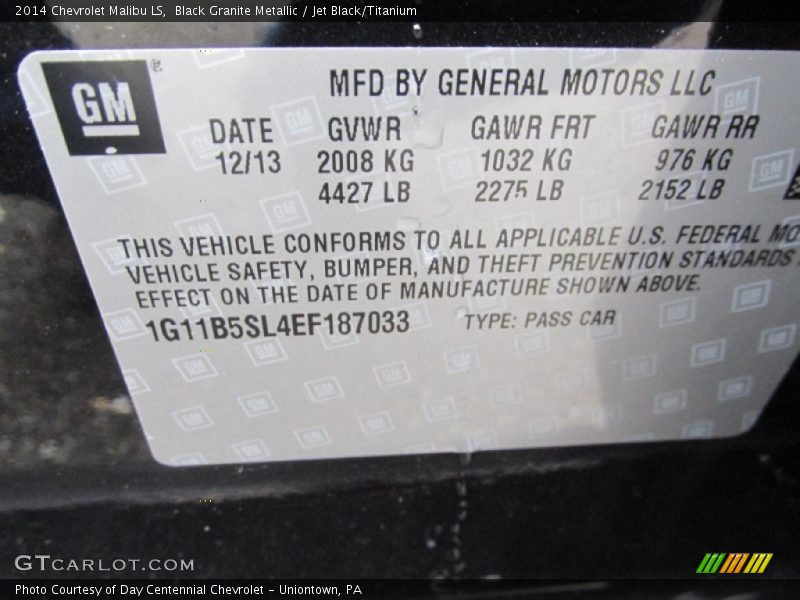 2014 Chevrolet Malibu LS,  Black Granite Metallic / Jet Black/Titanium
GM ®
MFD BY GENERAL MOTORS LLC
DATE GVWR GAWR FRT GAWR RR
12/13 2008 KG 1032 KG 976 KG
4427 LB 2275 LB 2152 LB
THIS VEHICLE CONFORMS TO ALL APPLICABLE U.S. FEDERAL MO
VEHICLE SAFETY, BUMPER, AND THEFT PREVENTION STANDARDS
EFFECT ON THE DATE OF MANUFACTURE SHOWN ABOVE.
1G11B5SL4EF187033 TYPE: PASS CAR
GTCARLOT.COM
Photo Courtesy of Day Centennial Chevrolet - Uniontown, PA